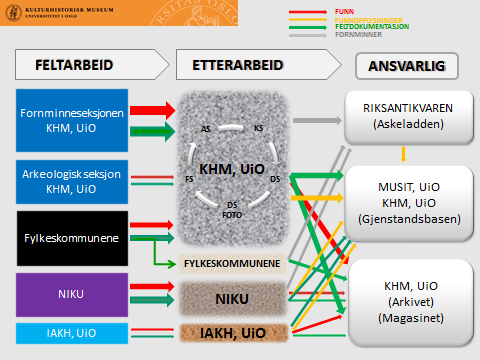 KULTURHISTORISK MUSEUM
UNIVERSITETET I OSLO
FUNN
FUNNOPPLYSNINGER
FELTDOKUMENTASJON
FORNMINNER
FELTARBEID
ETTERARBEID
ANSVARLIG
Fornminneseksjonen
KHM, UiO
Arkeologisk seksjon
KHM, UiO
Fylkeskommunene
NIKU
IAKH, UiO
AS
KS
KHM, UiO
FS
DS
DS
FOTO
FYLKESKOMMUNENE
NIKU
IAKH, UiO
RIKSANTIKVAREN
(Askeladden)
MUSIT, UiO
KHM, UiO
(Gjenstandsbasen)
KHM, UiO
(Arkivet)
(Magasinet)